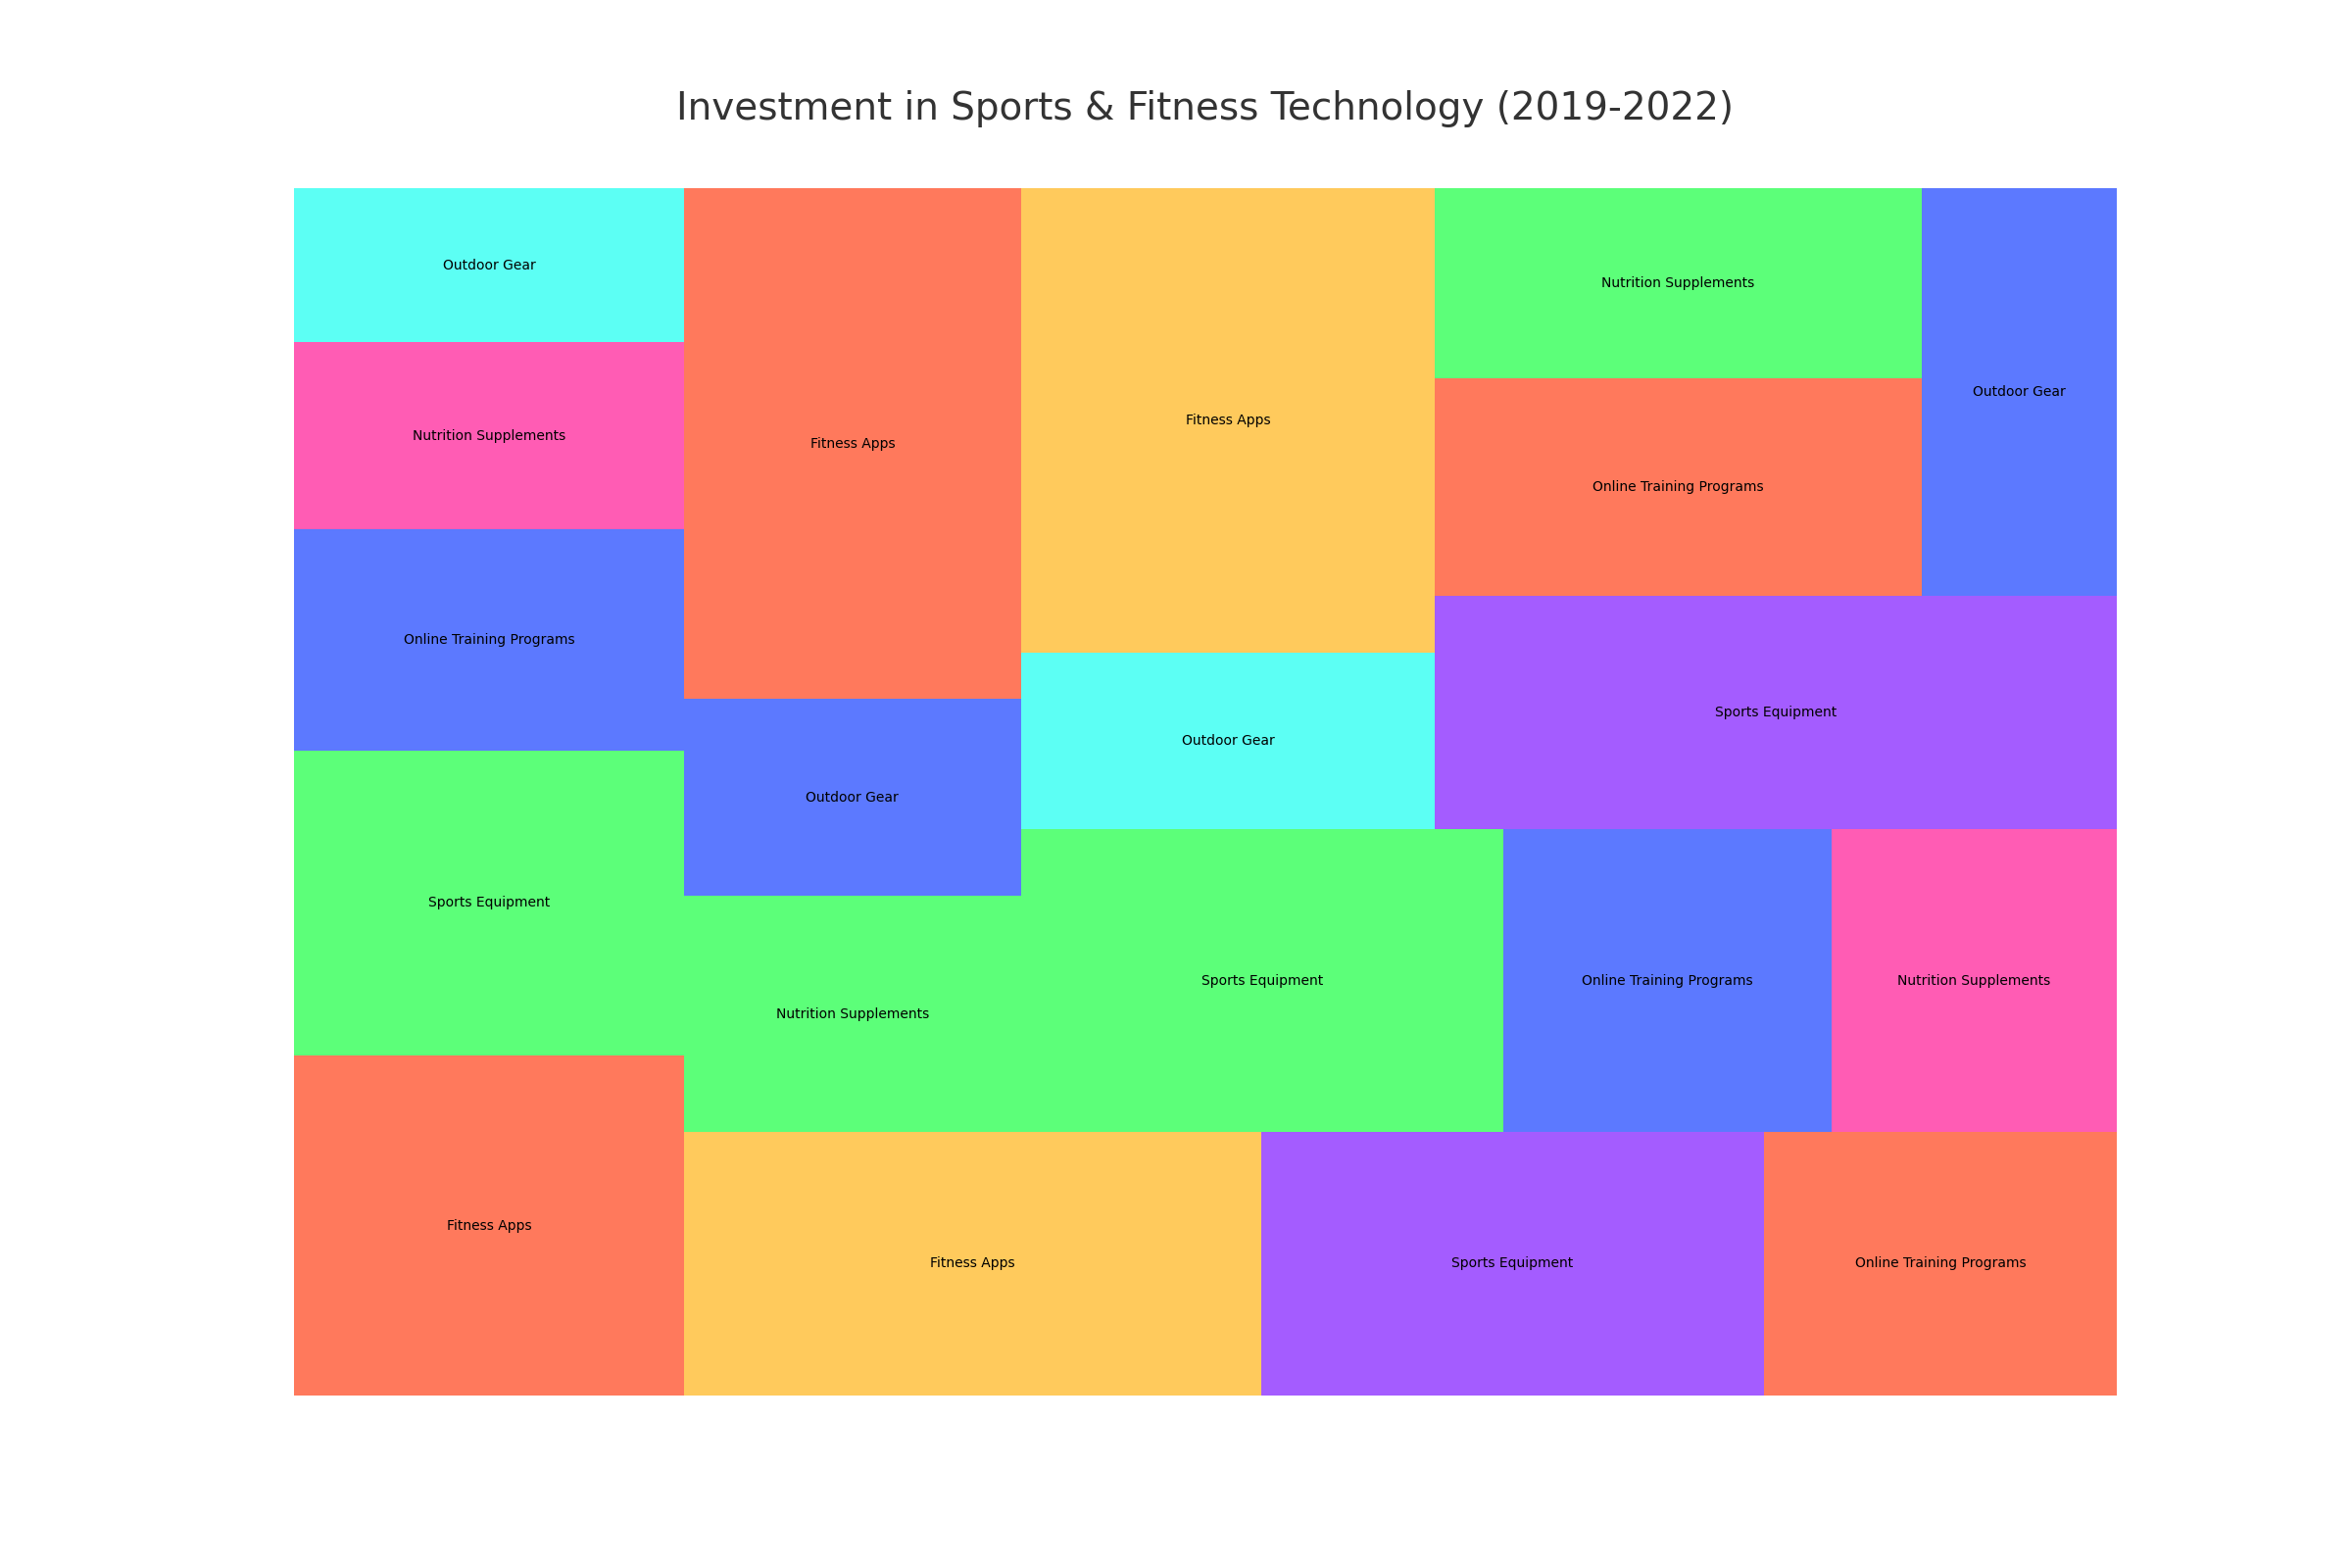 Investment in Sports & Fitness Technology (2019-2022)
Outdoor Gear
Nutrition Supplements
Online Training Programs
Sports Equipment
Fitness Apps
Fitness Apps
Outdoor Gear
Nutrition Supplements
Fitness Apps
Fitness Apps
Outdoor Gear
Sports Equipment
Nutrition Supplements
Online Training Programs
Outdoor Gear
Sports Equipment
Online Training Programs
Nutrition Supplements
Sports Equipment
Online Training Programs